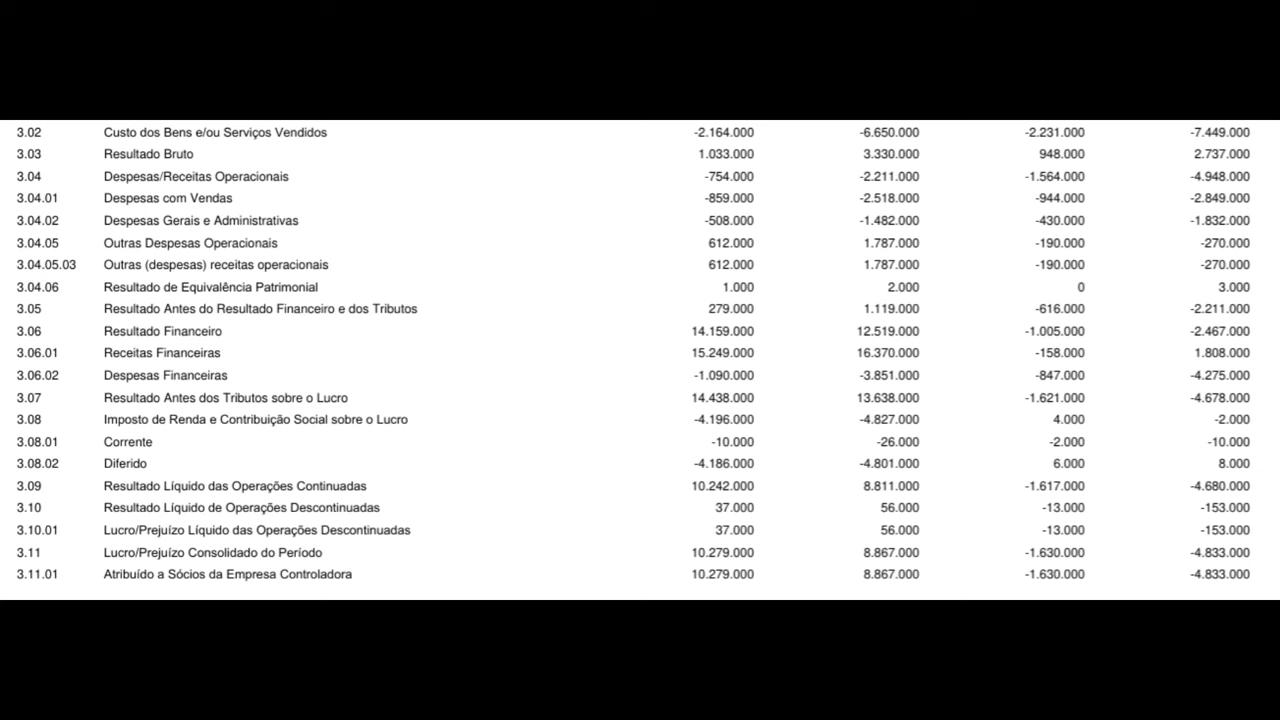 3.02 Custo dos Bens e/ou Serviços Vendidos -2.164.000 -6.650.000 -2.231.000 -7.449.000
3.03 Resultado Bruto 1.033.000 3.330.000 948.000 2.737.000
3.04 Despesas/Receitas Operacionais -754.000 -2.211.000 -1.564.000 -4.948.000
3.04.01 Despesas com Vendas -859.000 -2.518.000 -944.000 -2.849.000
3.04.02 Despesas Gerais e Administrativas -508.000 -1.482.000 -430.000 -1.832.000
3.04.05 Outras Despesas Operacionais 612.000 1.787.000 -190.000 -270.000
3.04.05.03 Outras (despesas) receitas operacionais 612.000 1.787.000 -190.000 -270.000
3.04.06 Resultado de Equivalência Patrimonial 1.000 2.000 0 3.000
3.05 Resultado Antes do Resultado Financeiro e dos Tributos 279.000 1.119.000 -616.000 -2.211.000
3.06 Resultado Financeiro 14.159.000 12.519.000 -1.005.000 -2.467.000
3.06.01 Receitas Financeiras 15.249.000 16.370.000 -158.000 1.808.000
3.06.02 Despesas Financeiras -1.090.000 -3.851.000 -847.000 -4.275.000
3.07 Resultado Antes dos Tributos sobre o Lucro 14.438.000 13.638.000 -1.621.000 -4.678.000
3.08 Imposto de Renda e Contribuição Social sobre o Lucro -4.196.000 -4.827.000 4.000 -2.000
3.08.01 Corrente -10.000 -26.000 -2.000 -10.000
3.08.02 Diferido -4.186.000 -4.801.000 6.000 8.000
3.09 Resultado Líquido das Operações Continuadas 10.242.000 8.811.000 -1.617.000 -4.680.000
3.10 Resultado Líquido de Operações Descontinuadas 37.000 56.000 -13.000 -153.000
3.10.01 Lucro/Prejuízo Líquido das Operações Descontinuadas 37.000 56.000 -13.000 -153.000
3.11 Lucro/Prejuízo Consolidado do Período 10.279.000 8.867.000 -1.630.000 -4.833.000
3.11.01 Atribuído a Sócios da Empresa Controladora 10.279.000 8.867.000 -1.630.000 -4.833.000